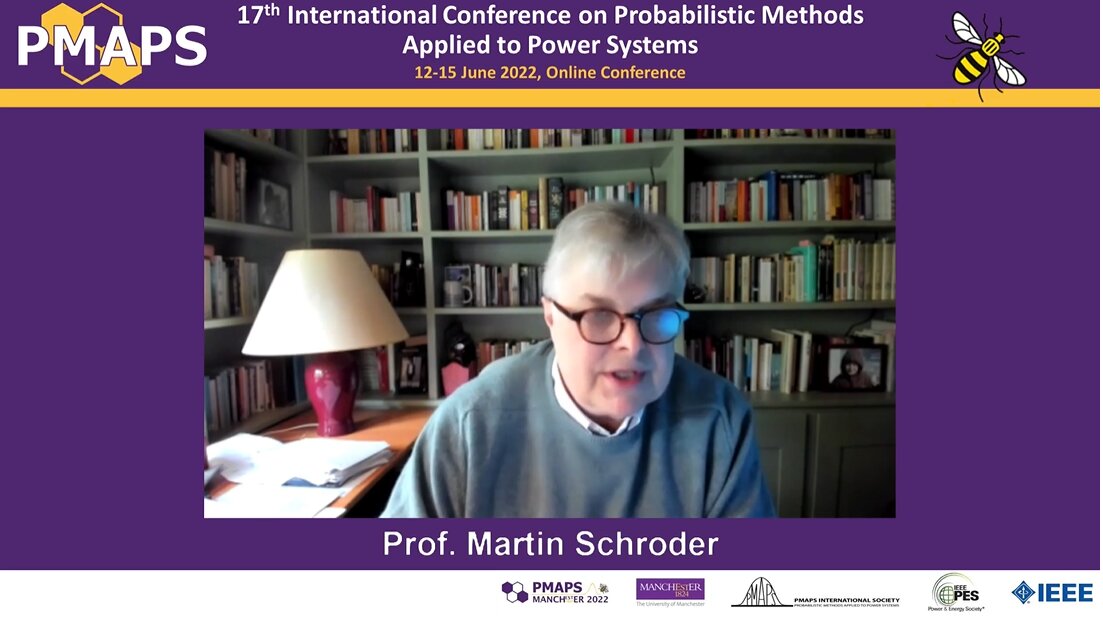 PMAPS
17th International Conference on Probabilistic Methods
Applied to Power Systems
12-15 June 2022, Online Conference
Prof. Martin Schroder
PMAPS
MANCHESTER 2022
MANCHESTER
1824
The University of Manchester
PMAPS INTERNATIONAL SOCIETY
PROBABILISTIC METHODS APPLIED TO POWER SYSTEMS
IEEE
PES
Power & Energy Society®
IEEE